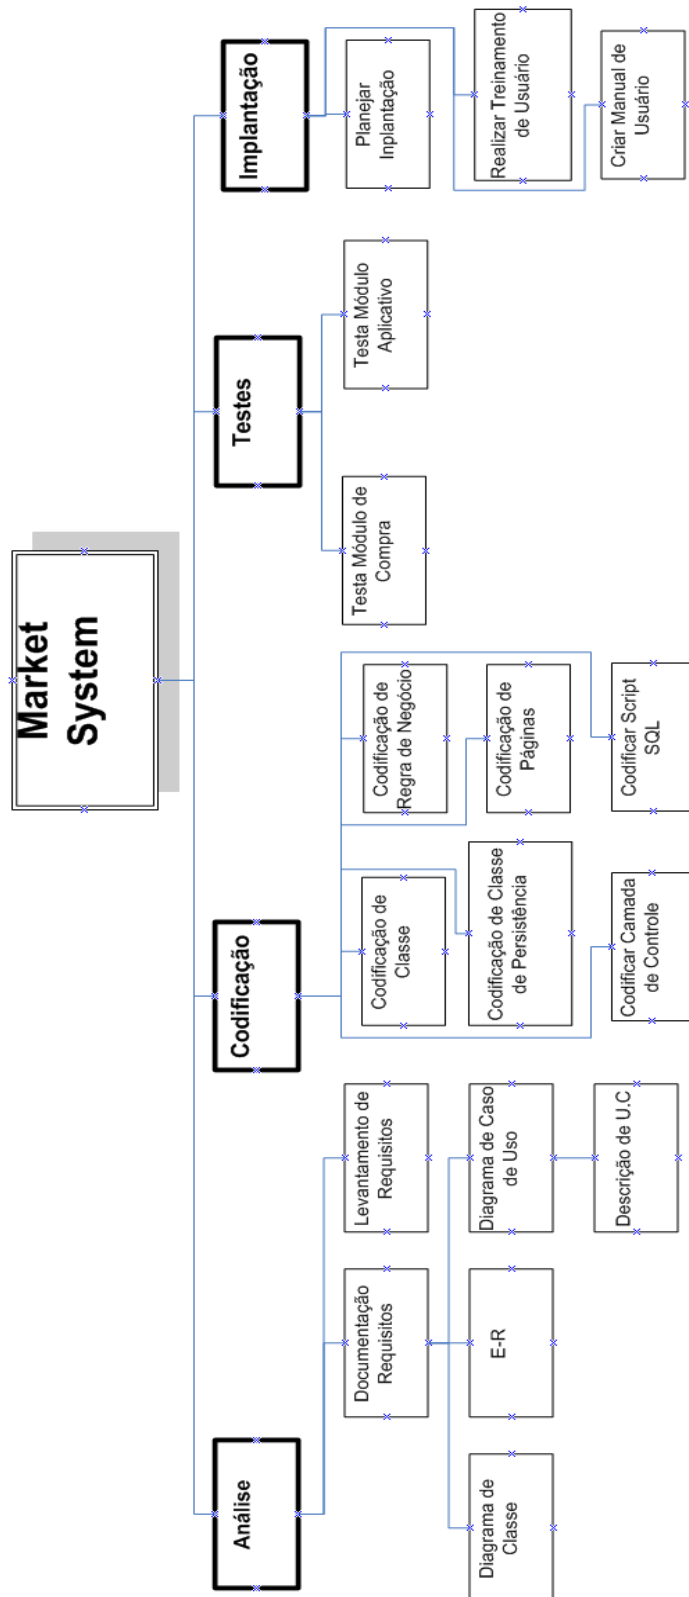 Market
System
Análise
Codificação
Testes
Implantação
Documentação
Requisitos
Levantamento de
Requisitos
Diagrama de
Classe
E-R
Diagrama de Caso
de Uso
Descrição de U.C
Codificação de
Classe
Codificação de
Regra de Negócio
Codificação de Classe
de Persistência
Codificação de
Páginas
Codificar Camada
de Controle
Codificar Script
SQL
Testa Módulo de
Compra
Testa Módulo
Aplicativo
Planejar
Inplantação
Realizar Treinamento
de Usuário
Criar Manual de
Usuário